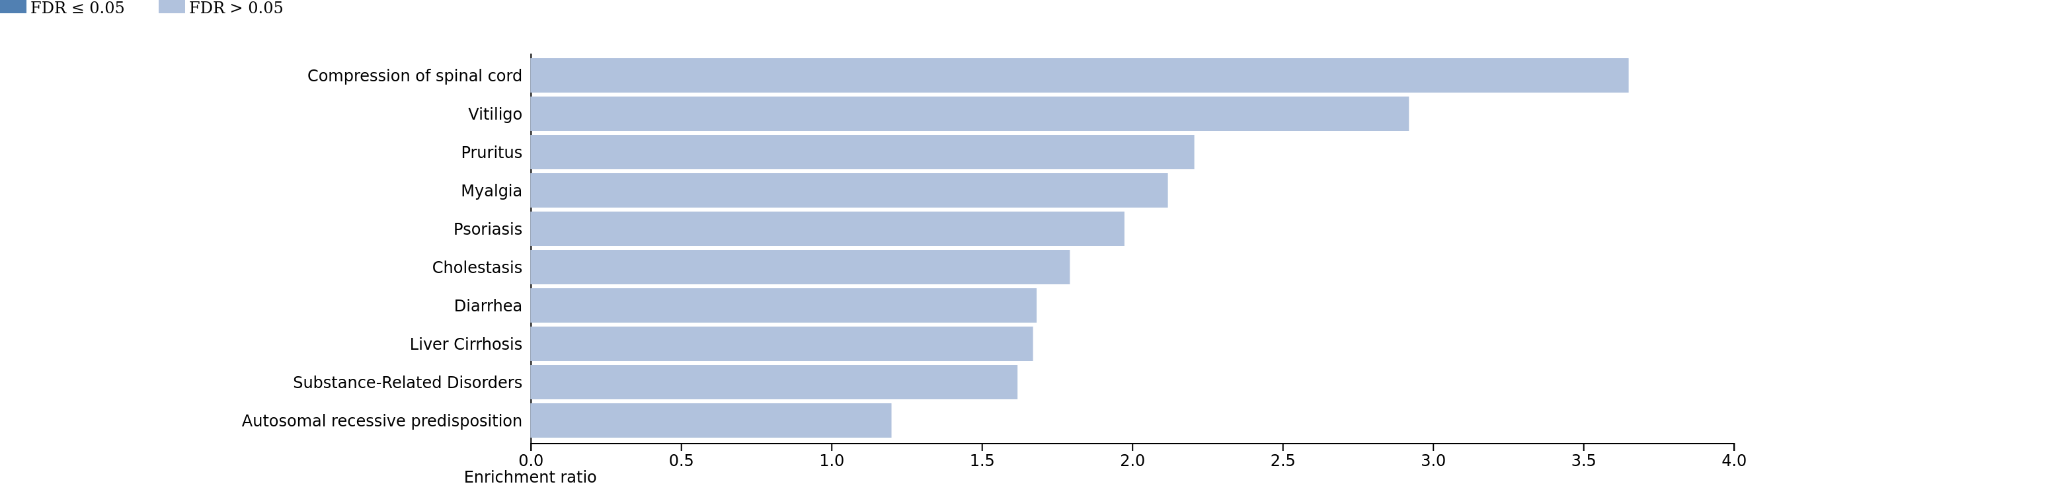 FDR ≤ 0.05 FDR > 0.05
Compression of spinal cord
Vitiligo
Pruritus
Myalgia
Psoriasis
Cholestasis
Diarrhea
Liver Cirrhosis
Substance-Related Disorders
Autosomal recessive predisposition
0.0 0.5 1.0 1.5 2.0 2.5 3.0 3.5 4.0
Enrichment ratio